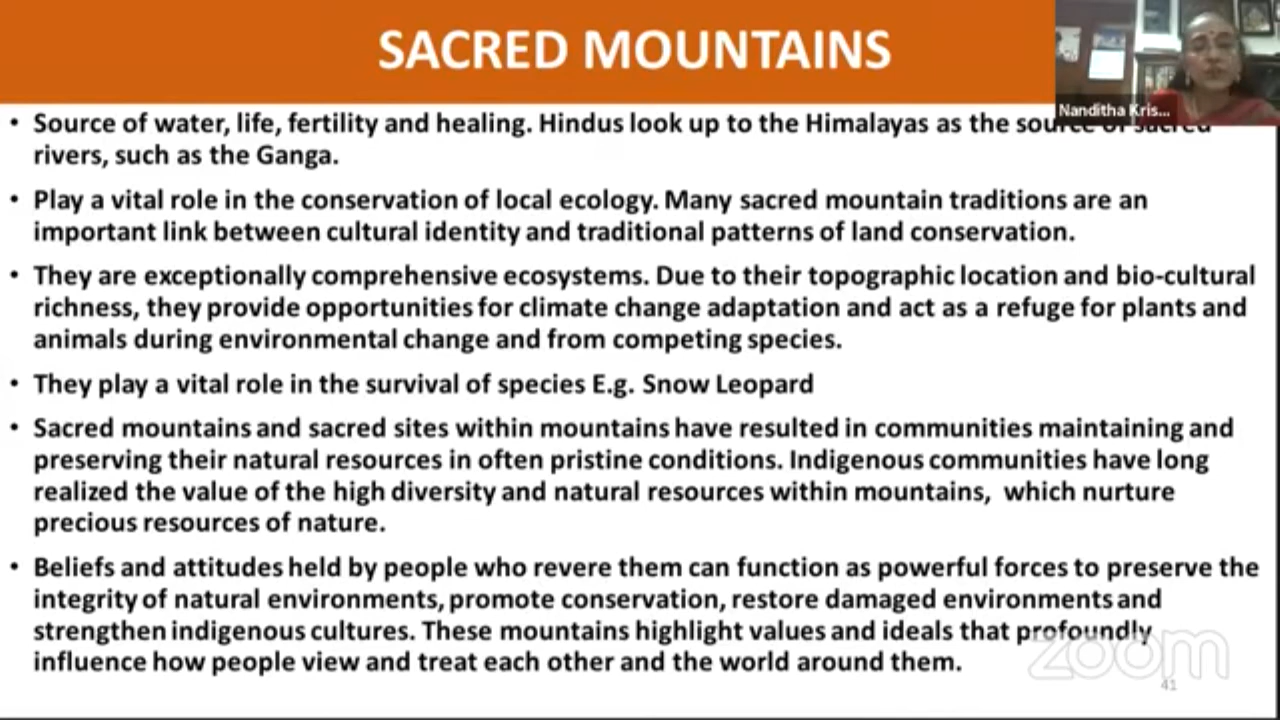 SACRED MOUNTAINS
Nanditha Kris...
• Source of water, life, fertility and healing. Hindus look up to the Himalayas as the source of sacred
rivers, such as the Ganga.
• Play a vital role in the conservation of local ecology. Many sacred mountain traditions are an
important link between cultural identity and traditional patterns of land conservation.
• They are exceptionally comprehensive ecosystems. Due to their topographic location and bio-cultural
richness, they provide opportunities for climate change adaptation and act as a refuge for plants and
animals during environmental change and from competing species.
• They play a vital role in the survival of species E.g. Snow Leopard
• Sacred mountains and sacred sites within mountains have resulted in communities maintaining and
preserving their natural resources in often pristine conditions. Indigenous communities have long
realized the value of the high diversity and natural resources within mountains, which nurture
precious resources of nature.
• Beliefs and attitudes held by people who revere them can function as powerful forces to preserve the
integrity of natural environments, promote conservation, restore damaged environments and
strengthen indigenous cultures. These mountains highlight values and ideals that profoundly
influence how people view and treat each other and the world around them.
zoom
41